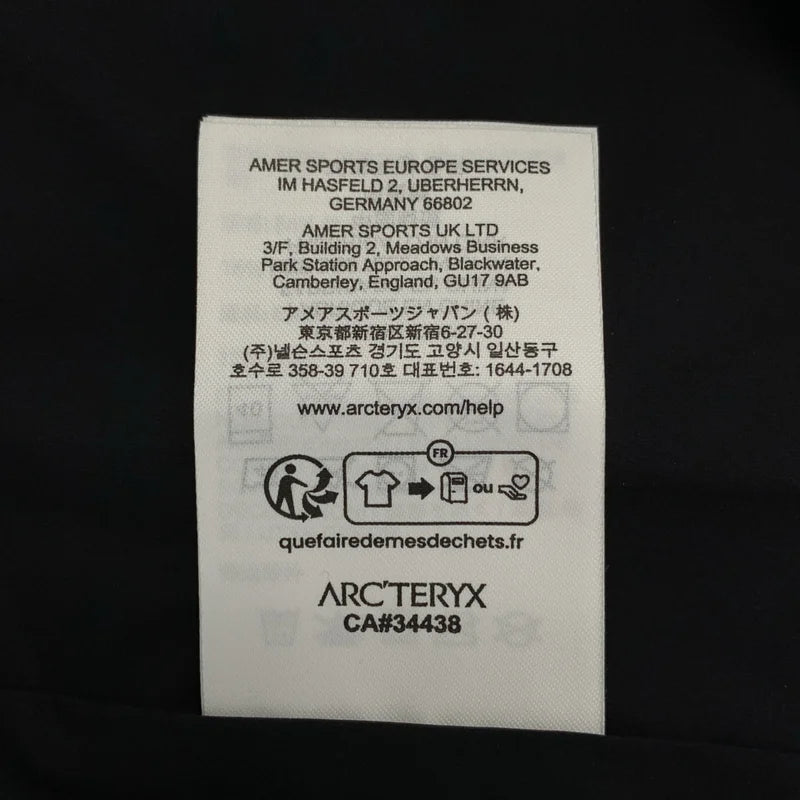 AMER SPORTS EUROPE SERVICES
IM HASFELD 2, UBERHERRN,
GERMANY 66802
AMER SPORTS UK LTD
3/F, Building 2, Meadows Business
Park Station Approach, Blackwater,
Camberley, England, GU17 9AB
アメアスポーツジャパン(株)
東京都新宿区新宿6-27-30
(주)넬슨스포츠 경기도 고양시 일산동구
호수로 358-39 710호 대표번호: 1644-1708
www.arcteryx.com/help
FR
ou
quefairedemesdechets.fr
ARC'TERYX
CA#34438